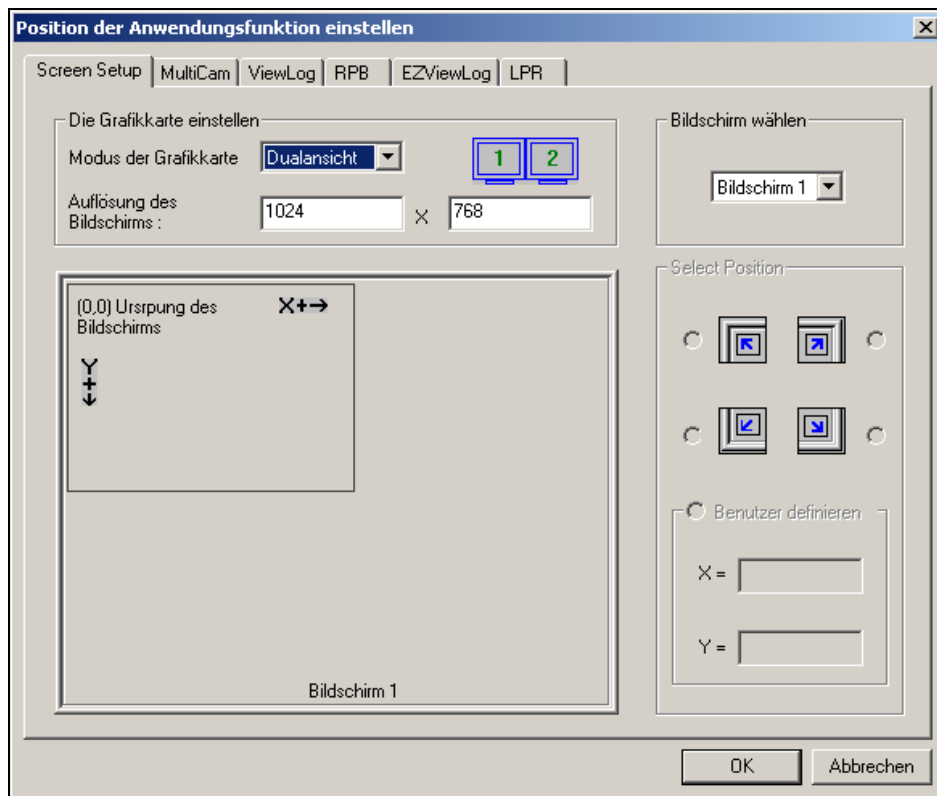 Position der Anwendungsfunktion einstellen
Screen Setup MultiCam ViewLog RPB EZViewLog LPR
Die Grafikkarte einstellen
Modus der Grafikkarte Dualansicht 1 2
Auflösung des
Bildschirms : 1024 X 768
Bildschirm wählen
Bildschirm 1
(0,0) Ursrpung des
Bildschirms
X+→
Y
+
↓
Bildschirm 1
Select Position
Benutzer definieren
X =
Y =
OK Abbrechen